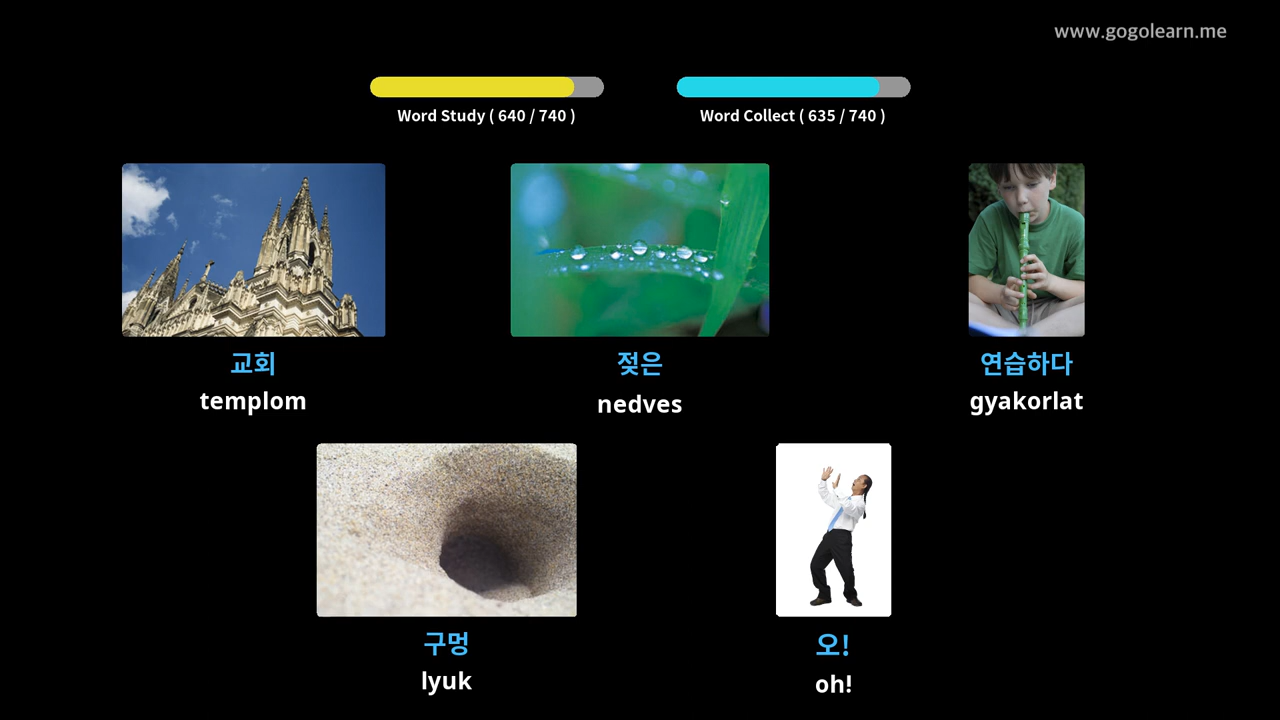 www.gogolearn.me
Word Study ( 640 / 740 )
Word Collect ( 635 / 740 )
교회
templom
젖은
nedves
연습하다
gyakorlat
구멍
lyuk
오!
oh!